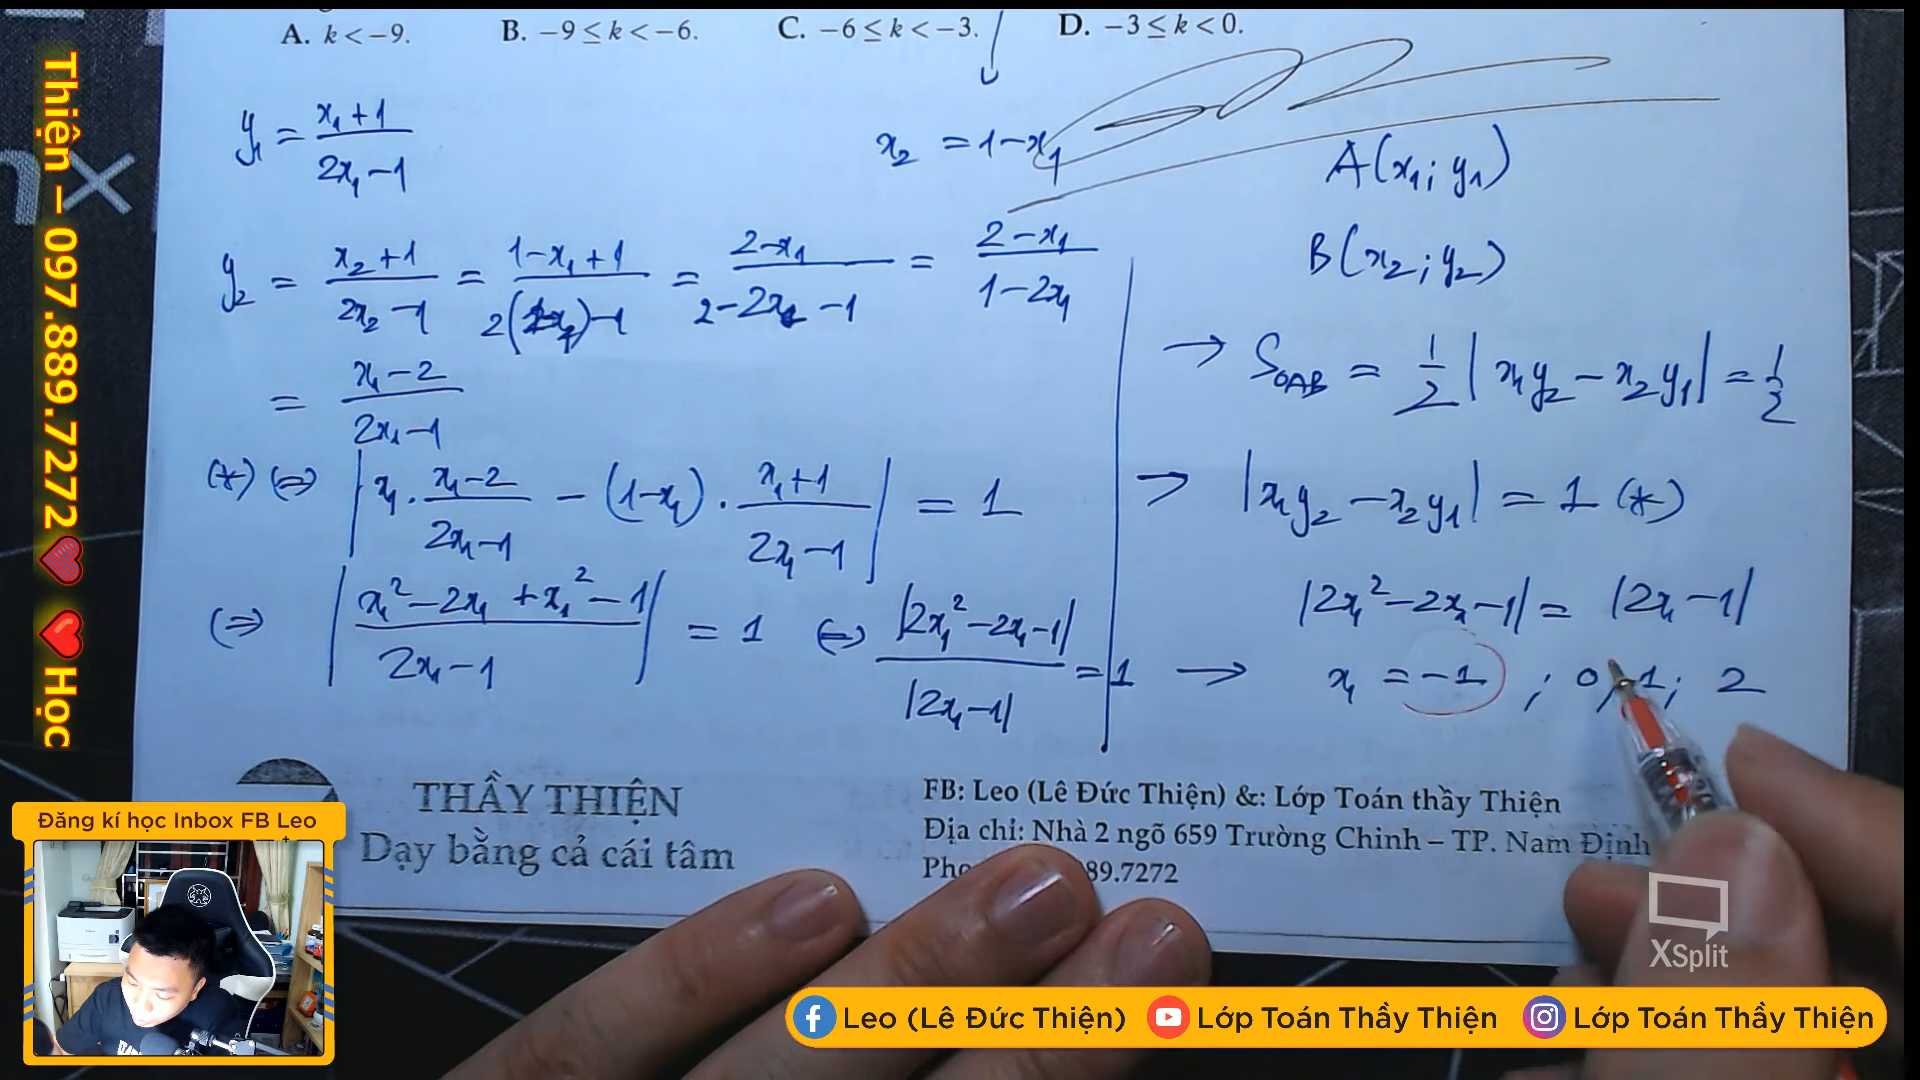 A. k < −9. B. −9 ≤ k < −6. C. −6 ≤ k < −3. D. −3 ≤ k < 0.
y₁ = (x₁+1)/(2x₁−1)
x₂ = 1−x₁
A(x₁; y₁)
B(x₂; y₂)
y₂ = (x₂+1)/(2x₂−1) = (1−x₁+1)/(2(1−x₁)−1) = (2−x₁)/(2−2x₁−1) = (2−x₁)/(1−2x₁)
= (x₁−2)/(2x₁−1)
→ S_OAB = 1/2 |x₁y₂ − x₂y₁| = 1/2
(*) ⇔ |x₁ . (x₁−2)/(2x₁−1) − (1−x₁) . (x₁+1)/(2x₁−1)| = 1
→ |x₁y₂ − x₂y₁| = 1 (*)
⇔ |(x₁²−2x₁+x₁²−1)/(2x₁−1)| = 1 ⇔ |2x₁²−2x₁−1|/|2x₁−1| = 1
|2x₁²−2x₁−1| = |2x₁−1|
→ x₁ = −1 ; 0; 1; 2
THẦY THIỆN
Dạy bằng cả cái tâm
FB: Leo (Lê Đức Thiện) &: Lớp Toán thầy Thiện
Địa chỉ: Nhà 2 ngõ 659 Trường Chinh – TP. Nam Định
89.7272
Thiện – 097.889.7272 Học
Đăng kí học Inbox FB Leo
XSplit
Leo (Lê Đức Thiện) Lớp Toán Thầy Thiện Lớp Toán Thầy Thiện